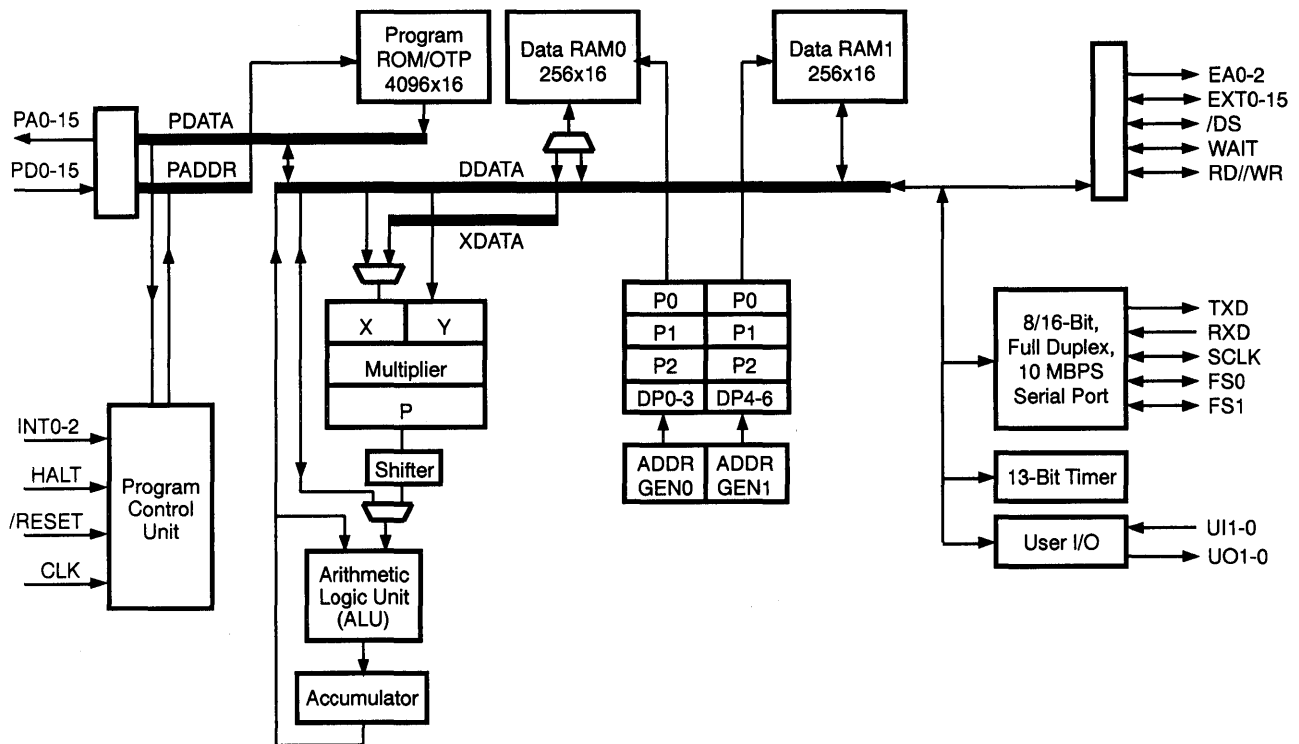 Program
ROM/OTP
4096x16
Data RAM0
256x16
Data RAM1
256x16
PA0-15
PD0-15
PDATA
PADDR
DDATA
XDATA
EA0-2
EXT0-15
/DS
WAIT
RD//WR
X
Y
Multiplier
P
Shifter
Arithmetic
Logic Unit
(ALU)
Accumulator
P0
P0
P1
P1
P2
P2
DP0-3
DP4-6
ADDR
GEN0
ADDR
GEN1
8/16-Bit,
Full Duplex,
10 MBPS
Serial Port
TXD
RXD
SCLK
FS0
FS1
13-Bit Timer
User I/O
UI1-0
UO1-0
INT0-2
HALT
/RESET
CLK
Program
Control
Unit